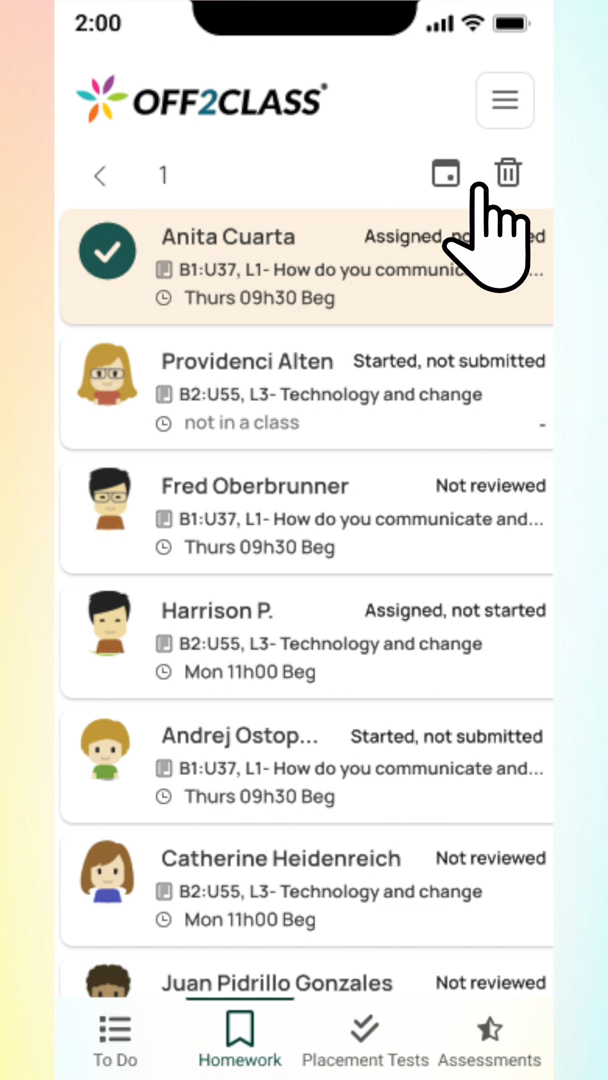 2:00
OFF2CLASS®
1
Anita Cuarta
Assigned,
B1:U37, L1- How do you
Thurs 09h30 Beg
Providenci Alten Started, not submitted
B2:U55, L3- Technology and change
not in a class -
Fred Oberbrunner Not reviewed
B1:U37, L1- How do you communicate and...
Thurs 09h30 Beg
Harrison P. Assigned, not started
B2:U55, L3- Technology and change
Mon 11h00 Beg
Andrej Ostop... Started, not submitted
B1:U37, L1- How do you communicate and...
Thurs 09h30 Beg
Catherine Heidenreich Not reviewed
B2:U55, L3- Technology and change
Mon 11h00 Beg
Juan Pidrillo Gonzales Not reviewed
To Do Homework Placement Tests Assessments